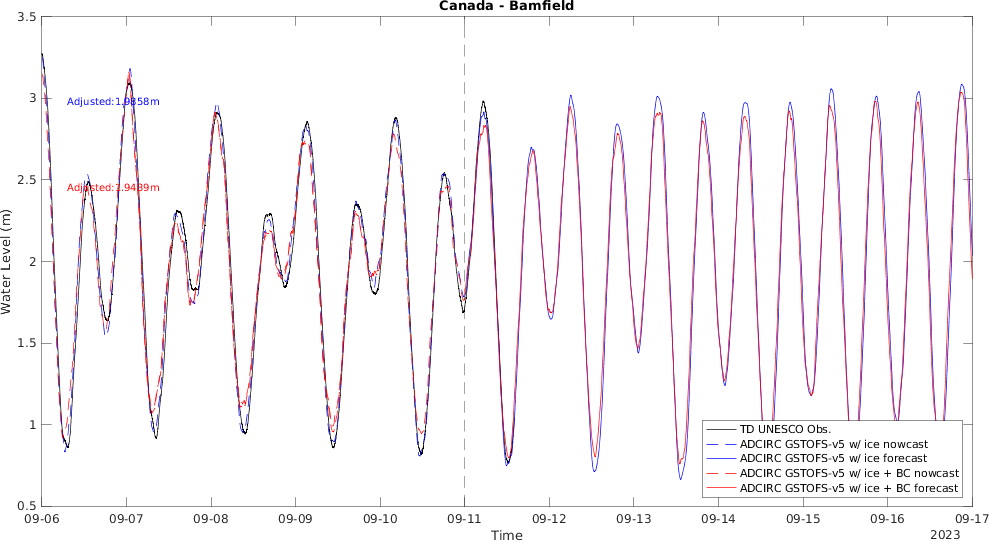 Canada - Bamfield
3.5
3
2.5
2
1.5
1
0.5
Water Level (m)
Adjusted:1.9858m
Adjusted:1.9489m
TD UNESCO Obs.
ADCIRC GSTOFS-v5 w/ ice nowcast
ADCIRC GSTOFS-v5 w/ ice forecast
ADCIRC GSTOFS-v5 w/ ice + BC nowcast
ADCIRC GSTOFS-v5 w/ ice + BC forecast
09-06 09-07 09-08 09-09 09-10 09-11 09-12 09-13 09-14 09-15 09-16 09-17
Time
2023